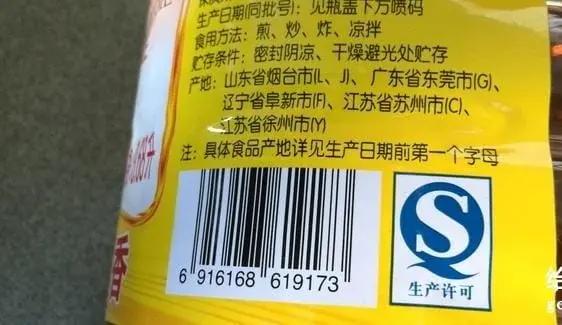 生产日期(同批号): 见瓶盖下方喷码
食用方法: 煎、炒、炸、凉拌
贮存条件: 密封阴凉、干燥避光处贮存
产地: 山东省烟台市(L、J)、广东省东莞市(G)、
辽宁省阜新市(F)、江苏省苏州市(C)、
江苏省徐州市(Y)
注: 具体食品产地详见生产日期前第一个字母
6 916168 619173
生产许可
升
香